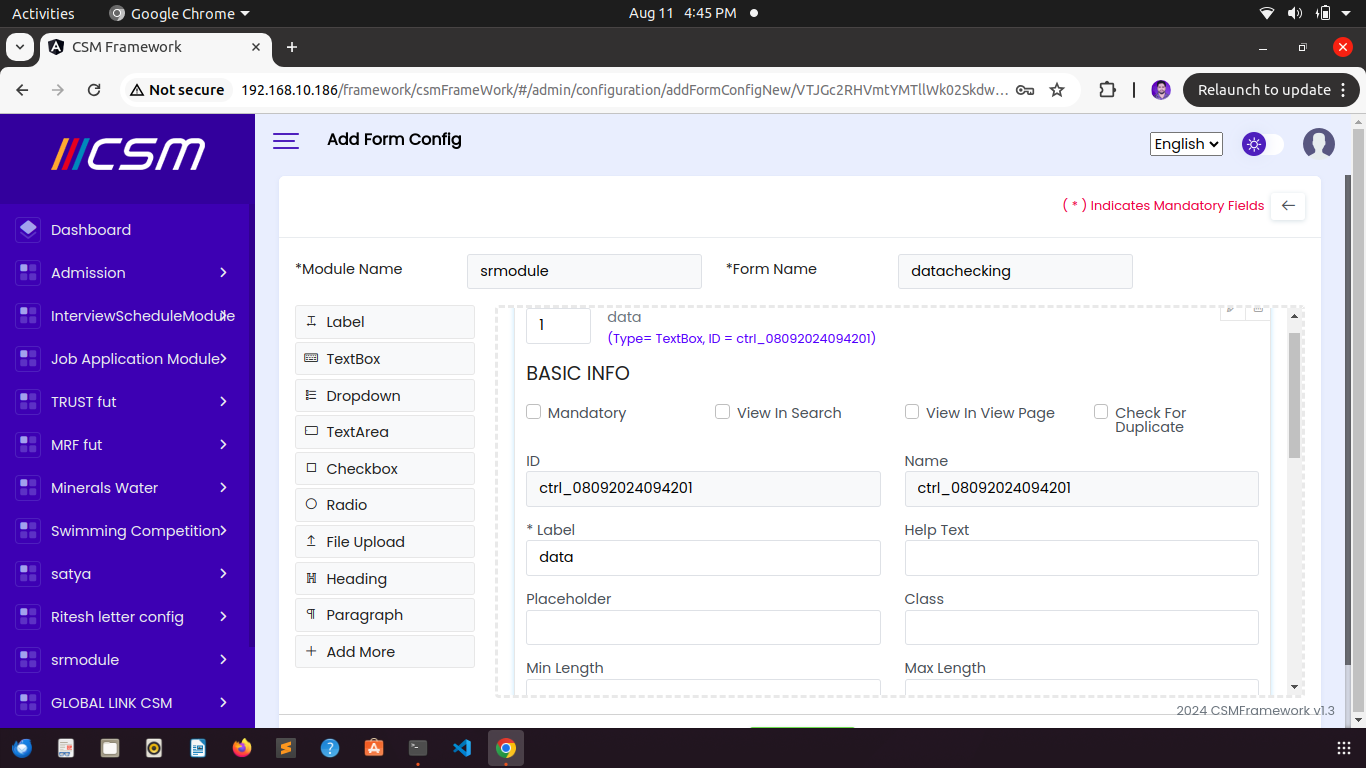 Activities Google Chrome Aug 11 4:45 PM
CSM Framework
Not secure 192.168.10.186/framework/csmFrameWork/#/admin/configuration/addFormConfigNew/VTJGc2RHVmtYMTllWk02Skdw... Relaunch to update
CSM
Add Form Config
English
Dashboard
Admission
InterviewScheduleModule
Job Application Module
TRUST fut
MRF fut
Minerals Water
Swimming Competition
satya
Ritesh letter config
srmodule
GLOBAL LINK CSM
( * ) Indicates Mandatory Fields
*Module Name srmodule *Form Name datachecking
Label
TextBox
Dropdown
TextArea
Checkbox
Radio
File Upload
Heading
Paragraph
Add More
1 data
(Type= TextBox, ID = ctrl_08092024094201)
BASIC INFO
Mandatory View In Search View In View Page Check For
Duplicate
ID Name
ctrl_08092024094201 ctrl_08092024094201
* Label Help Text
data
Placeholder Class
Min Length Max Length
2024 CSMFramework v1.3